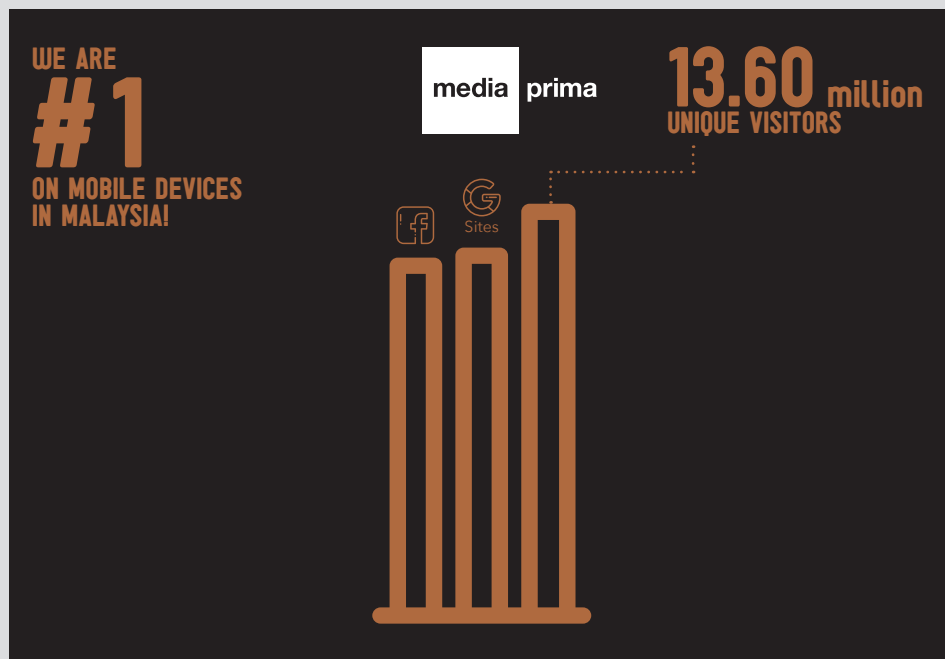 WE ARE
#1
ON MOBILE DEVICES
IN MALAYSIA!
media prima
13.60 million
UNIQUE VISITORS
f
G
Sites